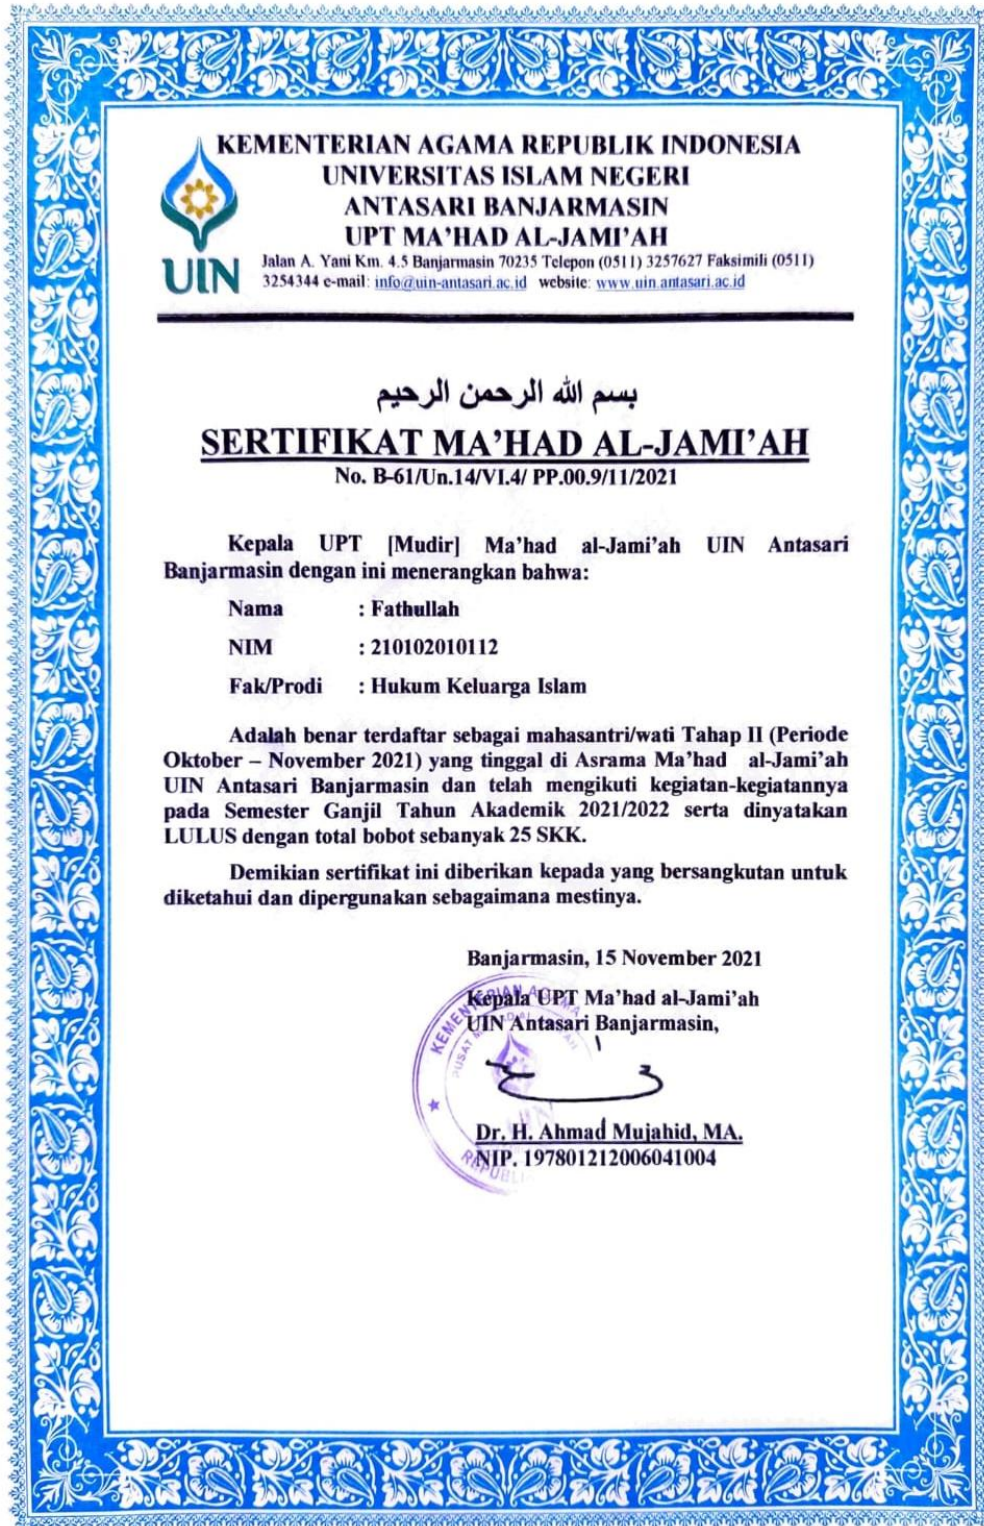 KEMENTERIAN AGAMA REPUBLIK INDONESIA
UNIVERSITAS ISLAM NEGERI
ANTASARI BANJARMASIN
UPT MA'HAD AL-JAMI'AH
UIN
Jalan A. Yani Km. 4.5 Banjarmasin 70235 Telepon (0511) 3257627 Faksimili (0511)
3254344 e-mail: info@uin-antasari.ac.id website: www.uin.antasari.ac.id
بسم الله الرحمن الرحيم
SERTIFIKAT MA'HAD AL-JAMI'AH
No. B-61/Un.14/VI.4/ PP.00.9/11/2021
Kepala UPT [Mudir] Ma'had al-Jami'ah UIN Antasari
Banjarmasin dengan ini menerangkan bahwa:
Nama : Fathullah
NIM : 210102010112
Fak/Prodi : Hukum Keluarga Islam
Adalah benar terdaftar sebagai mahasantri/wati Tahap II (Periode
Oktober – November 2021) yang tinggal di Asrama Ma'had al-Jami'ah
UIN Antasari Banjarmasin dan telah mengikuti kegiatan-kegiatannya
pada Semester Ganjil Tahun Akademik 2021/2022 serta dinyatakan
LULUS dengan total bobot sebanyak 25 SKK.
Demikian sertifikat ini diberikan kepada yang bersangkutan untuk
diketahui dan dipergunakan sebagaimana mestinya.
Banjarmasin, 15 November 2021
Kepala UPT Ma'had al-Jami'ah
UIN Antasari Banjarmasin,
KEMENTERIAN AGAMA
PUSAT
REPUBLI
Dr. H. Ahmad Mujahid, MA.
NIP. 197801212006041004